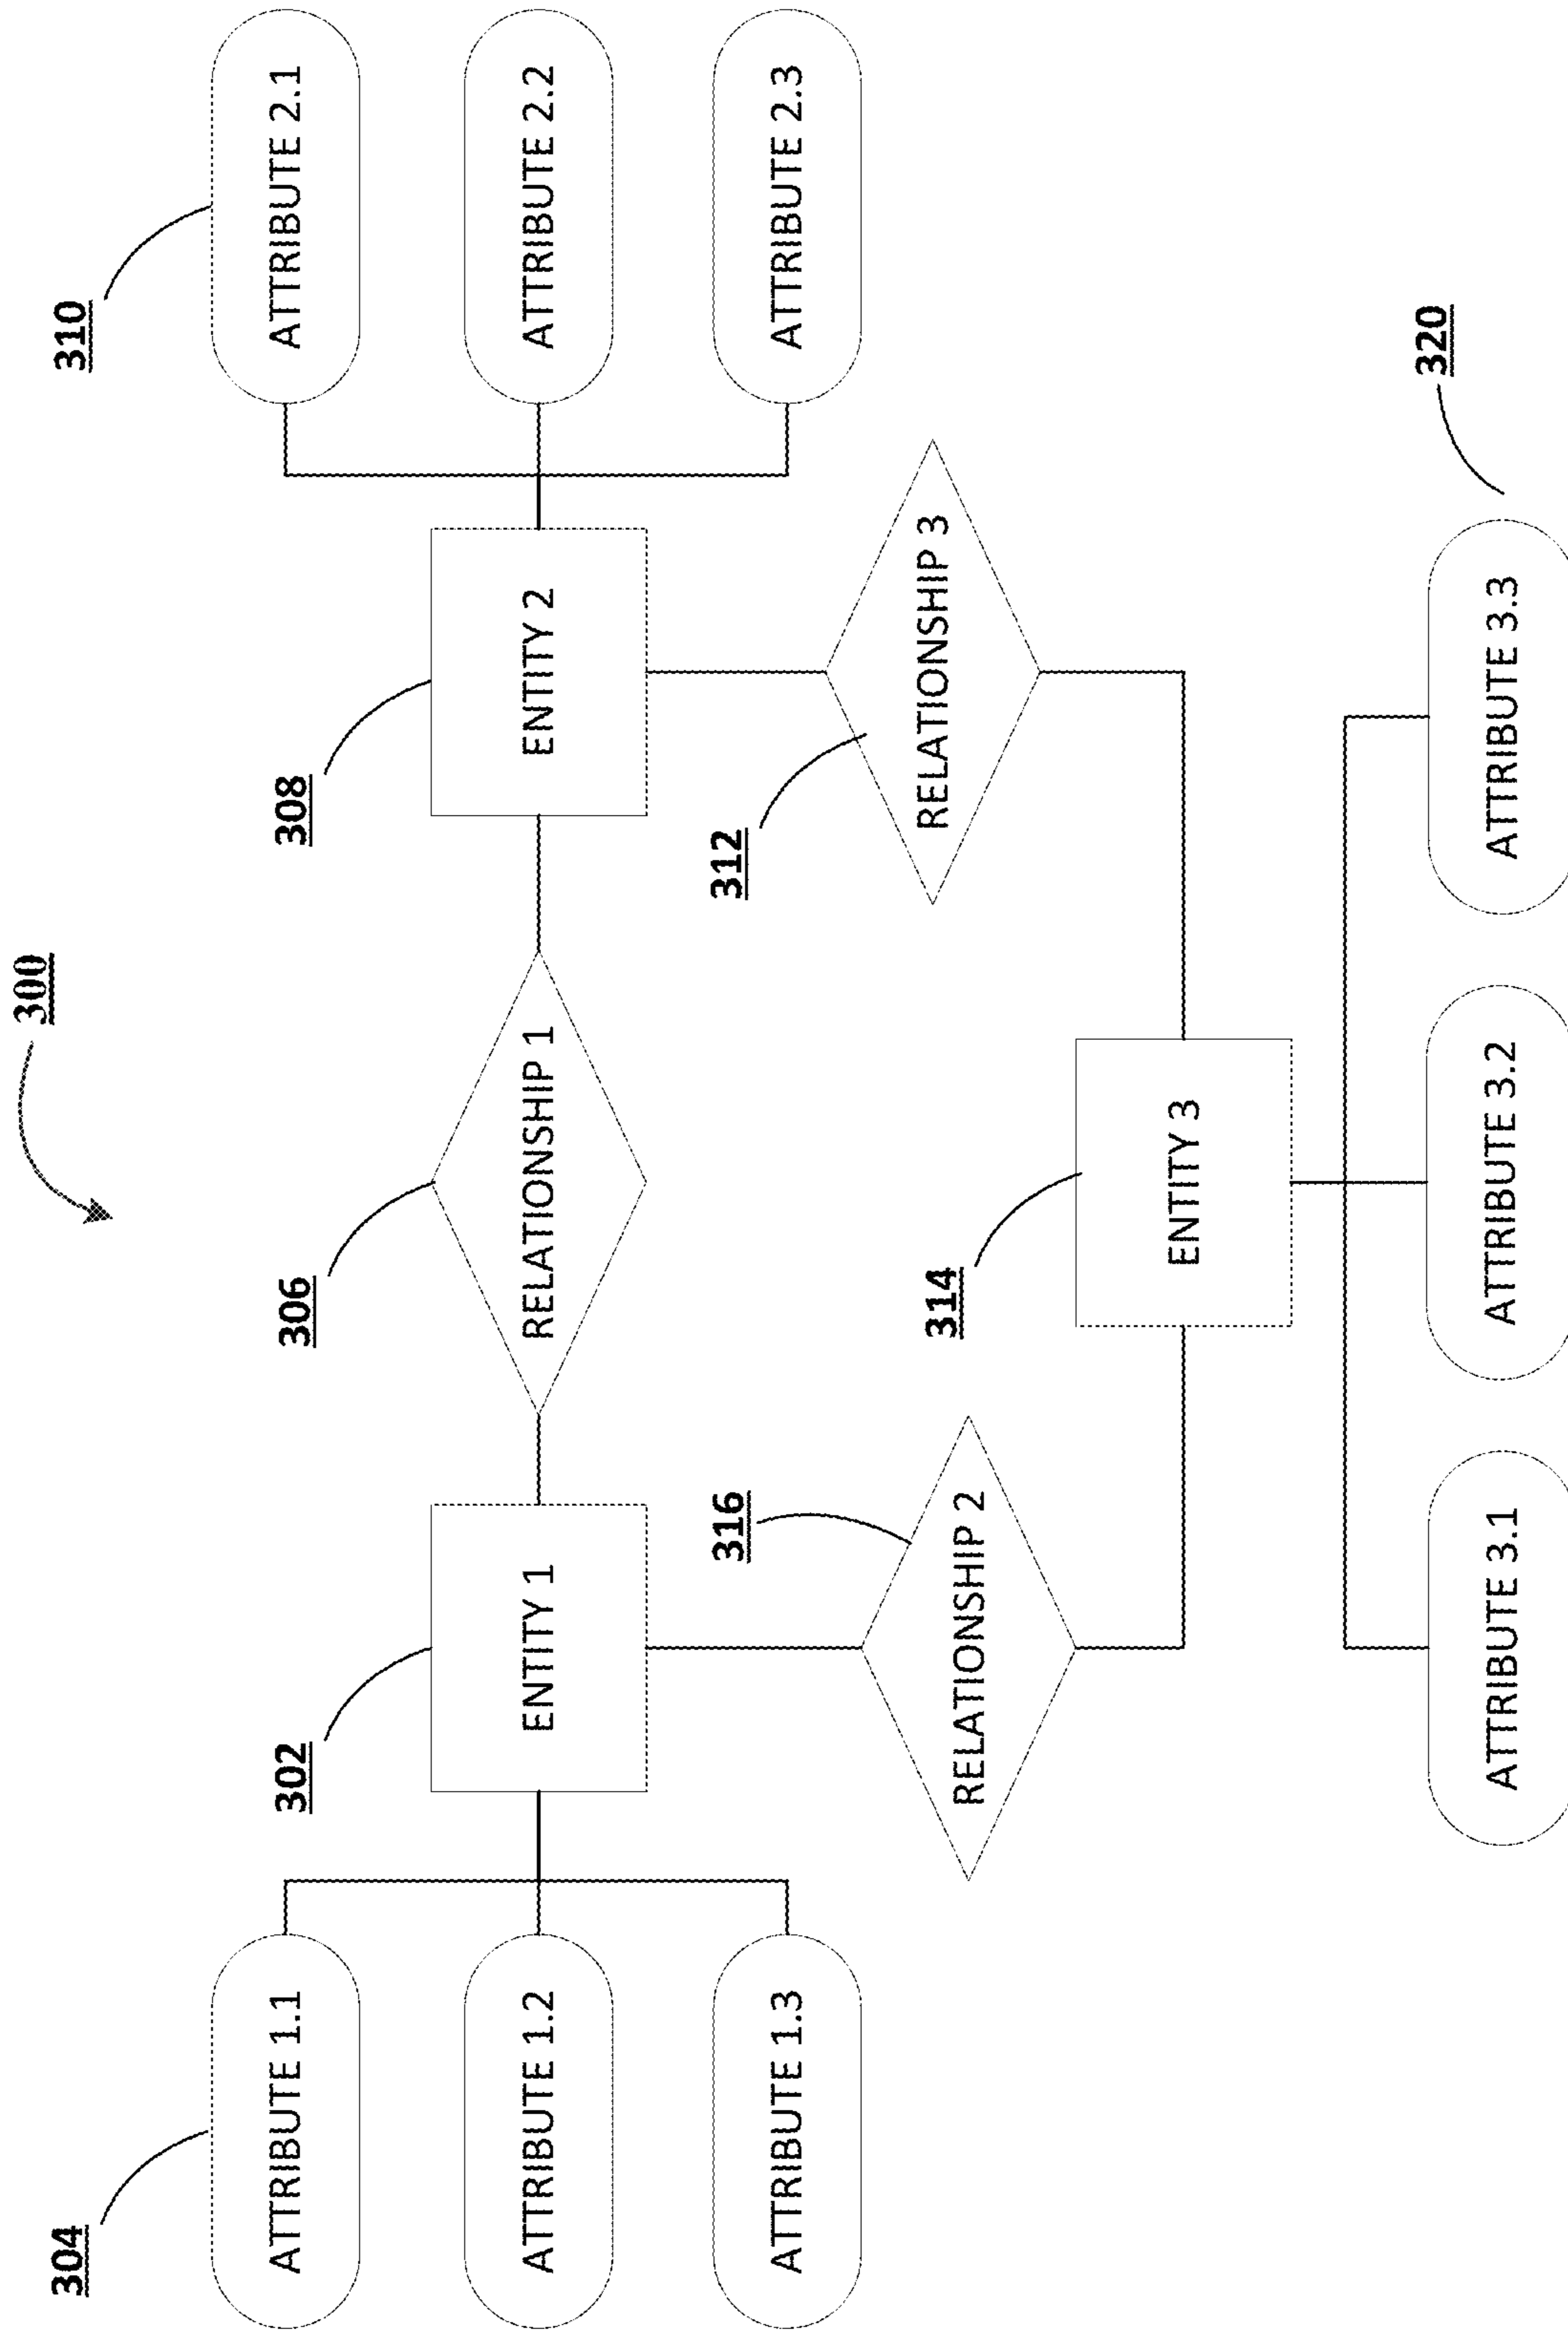 300
304
310
ATTRIBUTE 1.1
ATTRIBUTE 2.1
302
306
308
ATTRIBUTE 1.2
ENTITY 1
RELATIONSHIP 1
ENTITY 2
ATTRIBUTE 2.2
ATTRIBUTE 1.3
316
312
ATTRIBUTE 2.3
RELATIONSHIP 2
314
RELATIONSHIP 3
ENTITY 3
320
ATTRIBUTE 3.1
ATTRIBUTE 3.2
ATTRIBUTE 3.3